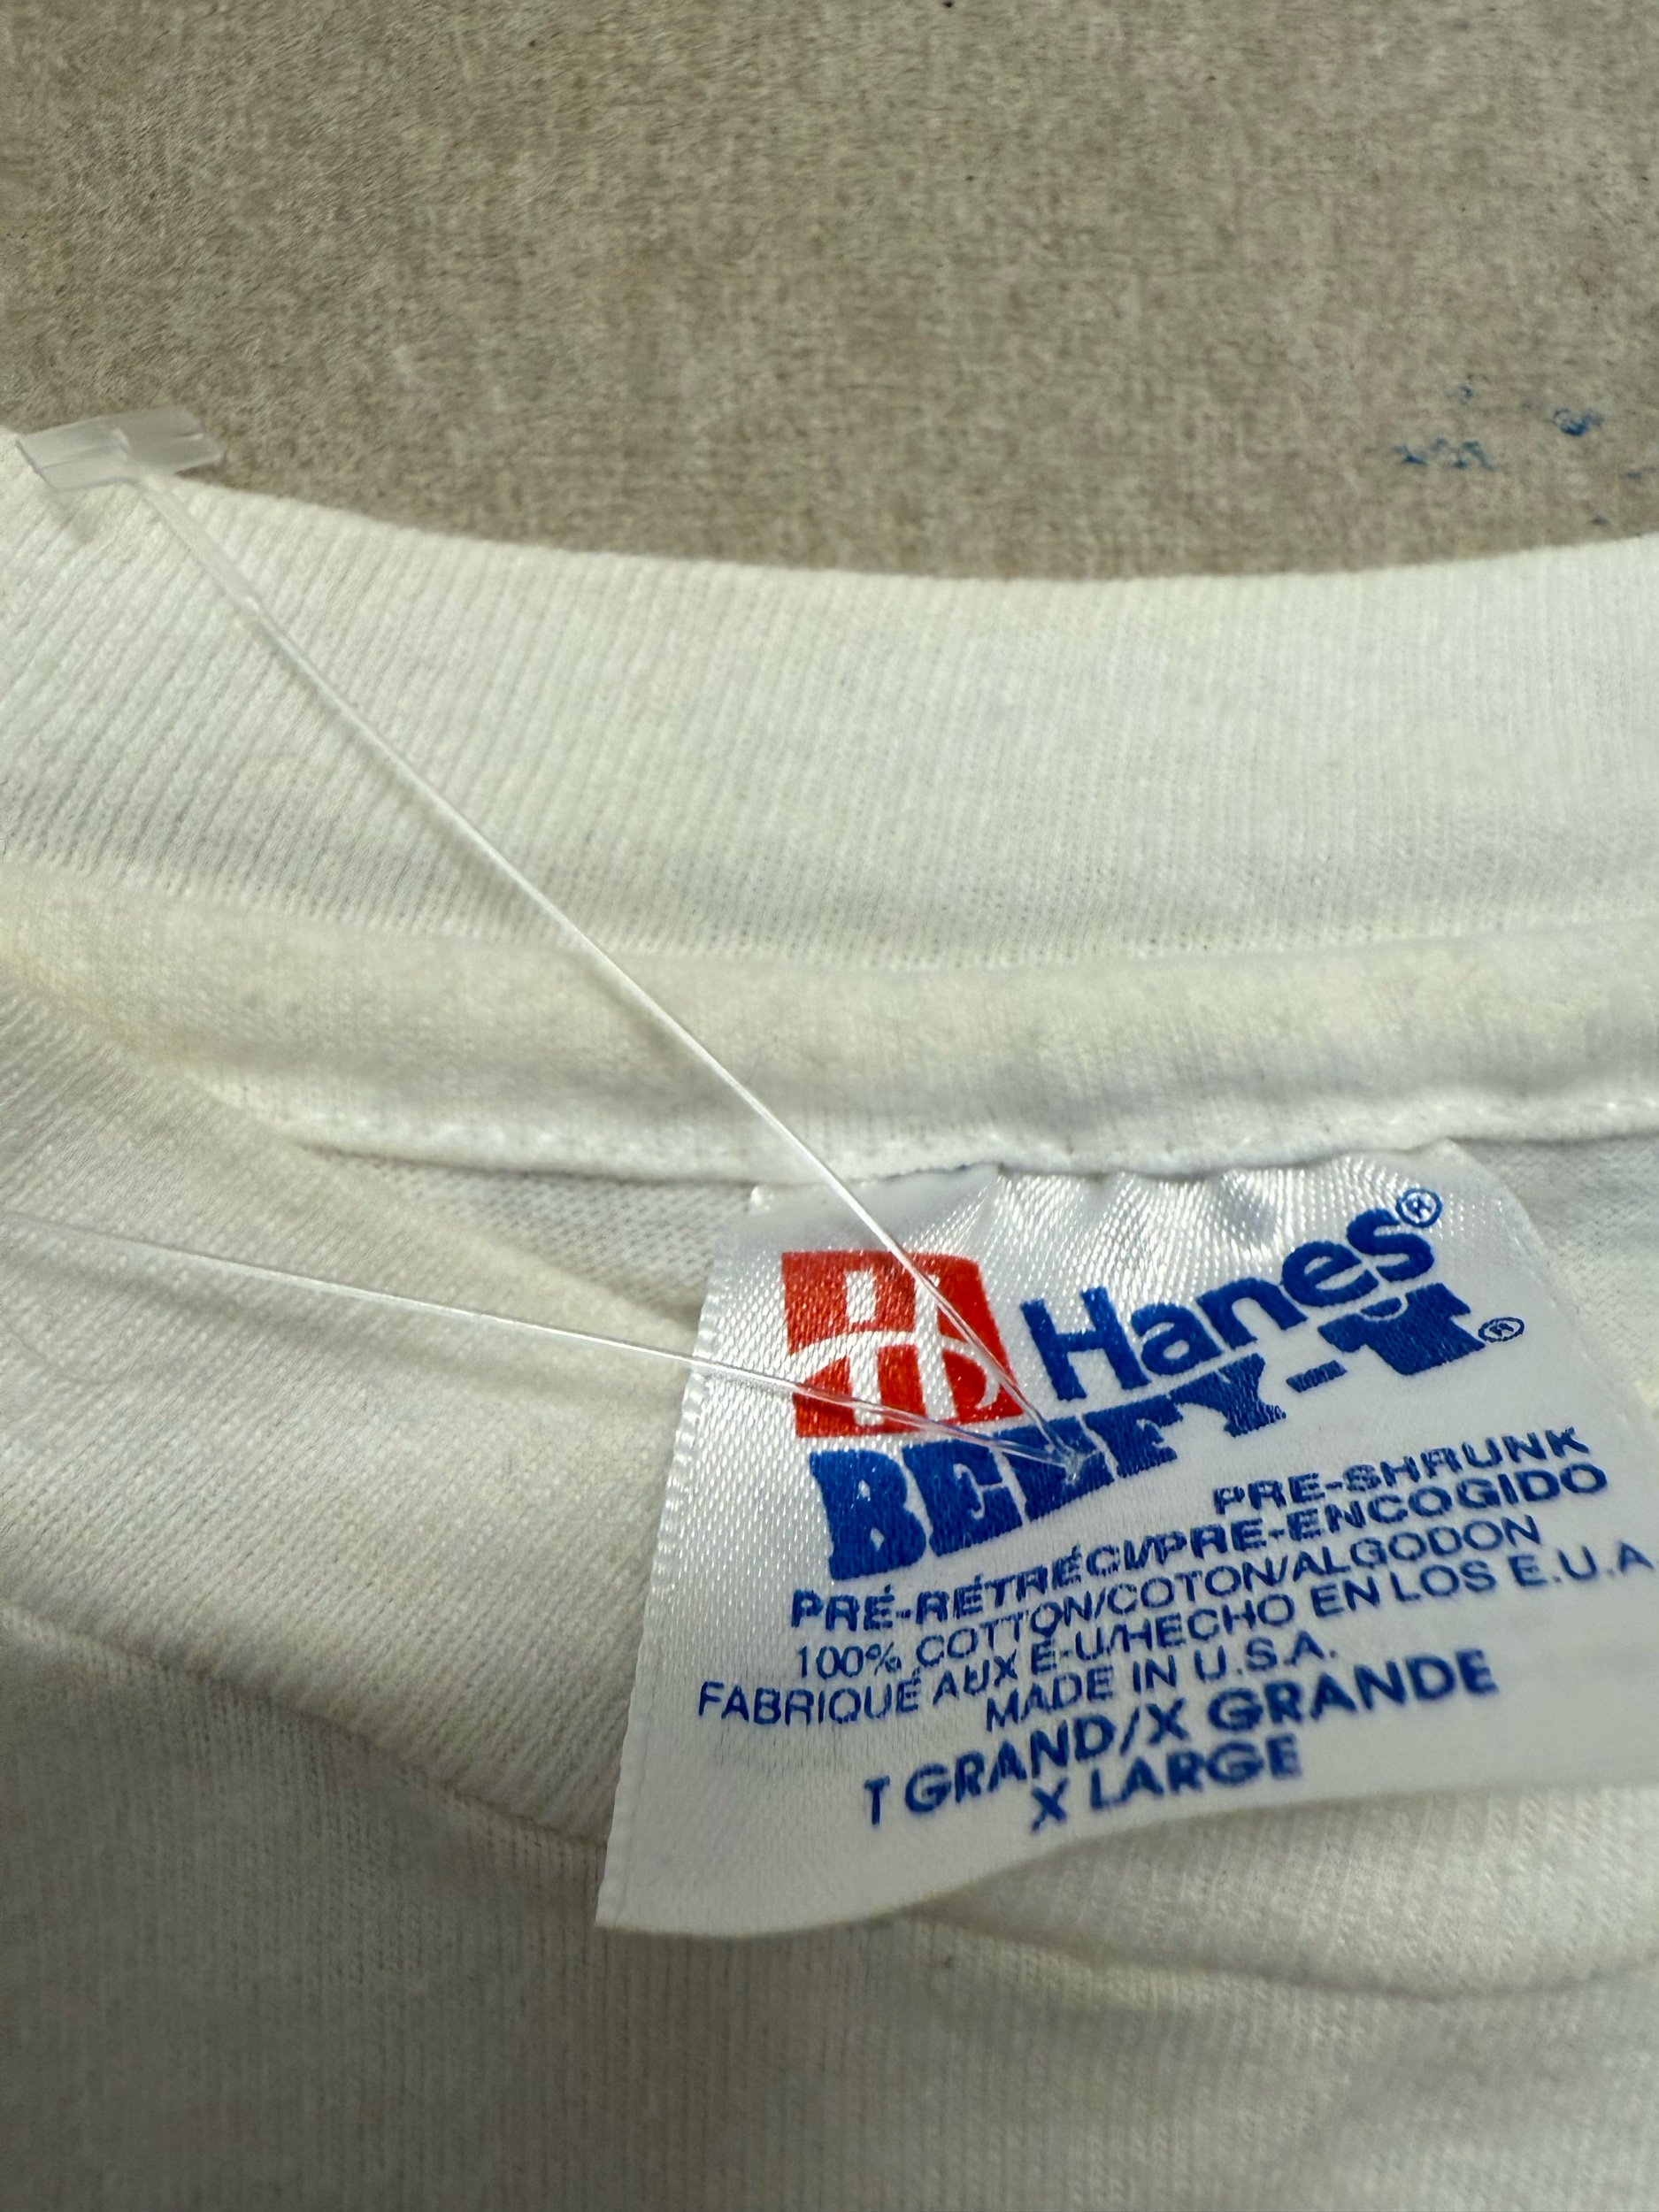 Hanes®
BEEFY-T®
PRE-SHRUNK
PRÉ-RÉTRÉCI/PRE-ENCOGIDO
100% COTTON/COTON/ALGODON
FABRIQUÉ AUX É-U/HECHO EN LOS E.U.A.
MADE IN U.S.A.
T GRAND/X GRANDE
X LARGE